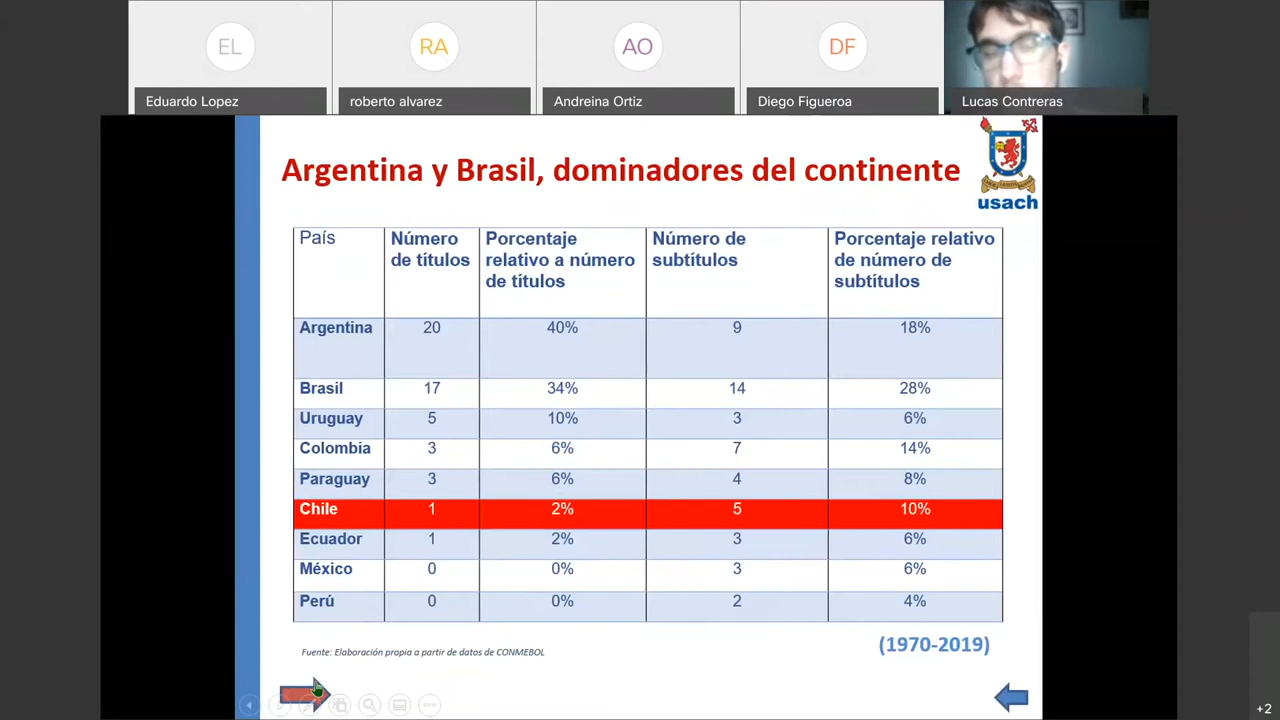 EL
RA
AO
DF
Eduardo Lopez
roberto alvarez
Andreina Ortiz
Diego Figueroa
Lucas Contreras
Argentina y Brasil, dominadores del continente
usach
País
Número de títulos
Porcentaje relativo a número de títulos
Número de subtítulos
Porcentaje relativo de número de subtítulos
Argentina 20 40% 9 18%
Brasil 17 34% 14 28%
Uruguay 5 10% 3 6%
Colombia 3 6% 7 14%
Paraguay 3 6% 4 8%
Chile 1 2% 5 10%
Ecuador 1 2% 3 6%
México 0 0% 3 6%
Perú 0 0% 2 4%
(1970-2019)
Fuente: Elaboración propia a partir de datos de CONMEBOL
+2